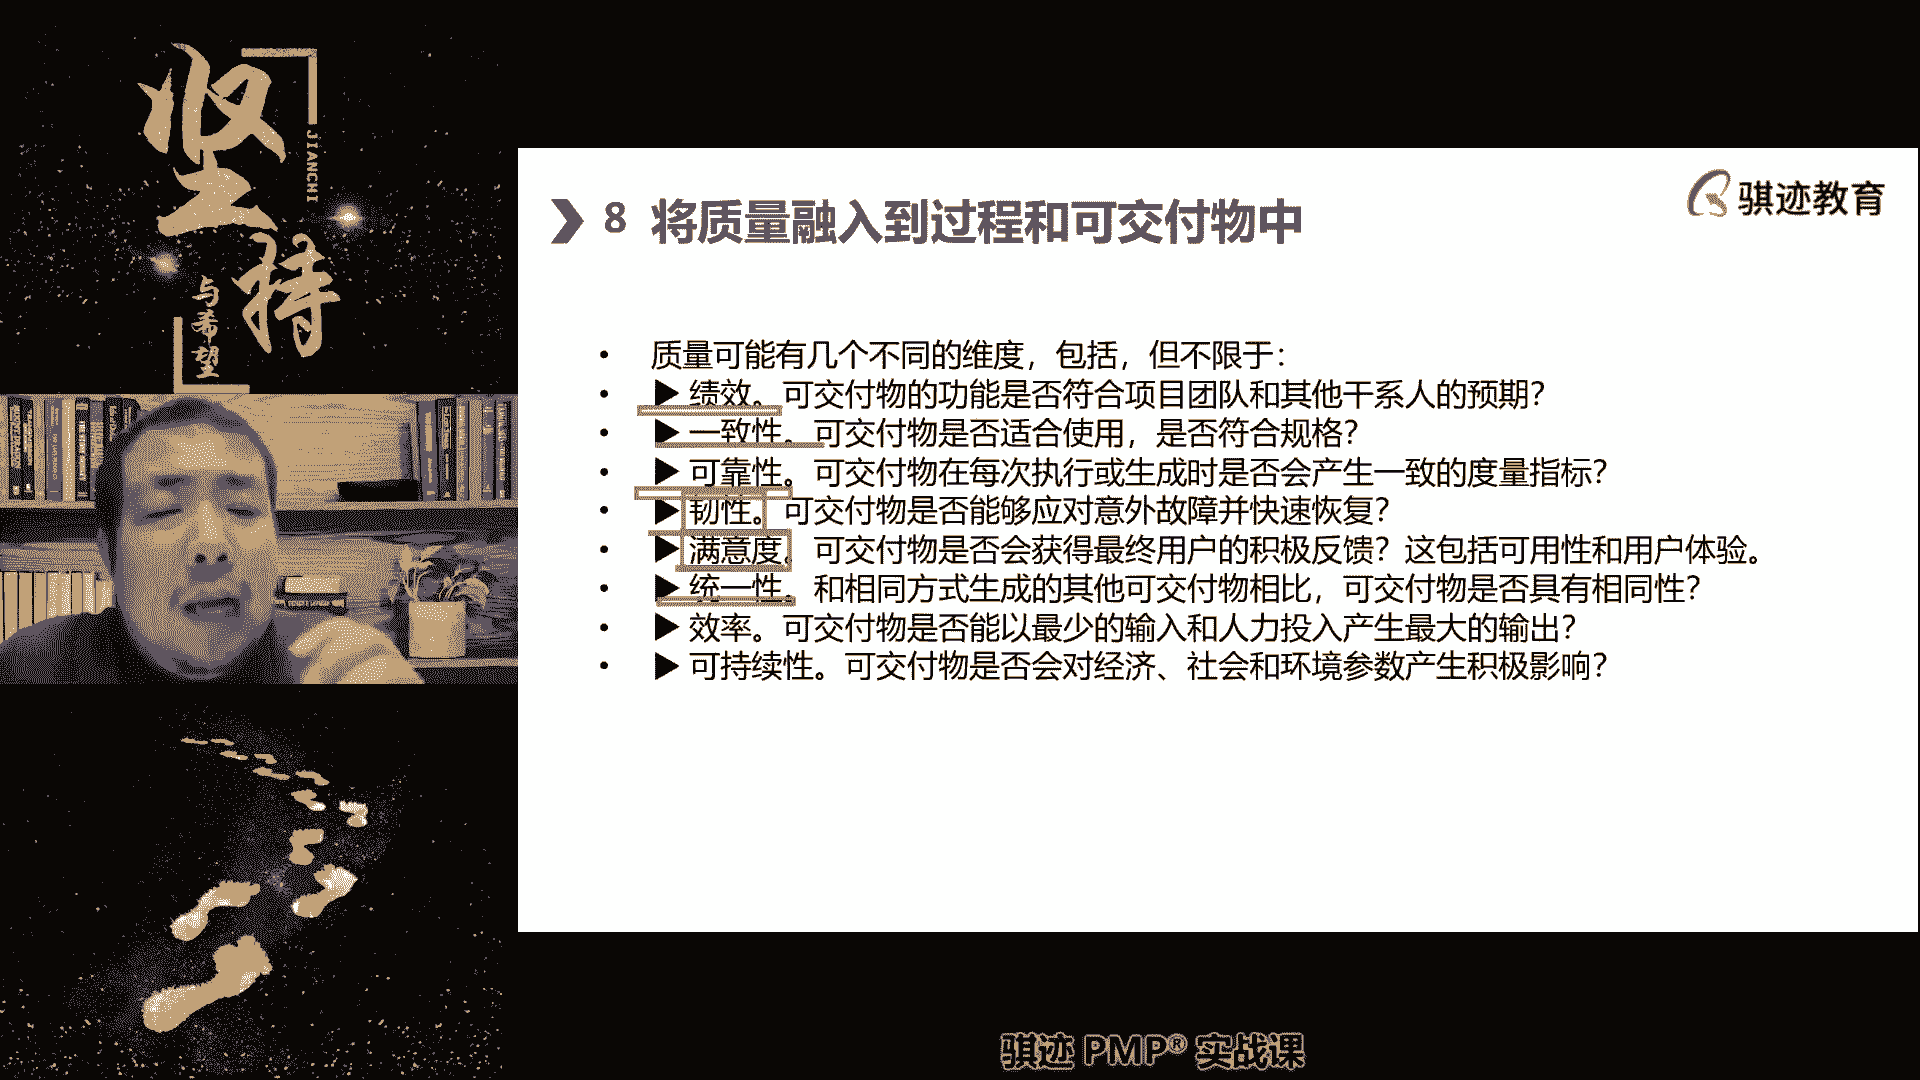 坚持
JIANCHI
与希望
骐迹教育
8 将质量融入到过程和可交付物中
• 质量可能有几个不同的维度，包括，但不限于：
• ▶ 绩效。可交付物的功能是否符合项目团队和其他干系人的预期？
• ▶ 一致性。可交付物是否适合使用，是否符合规格？
• ▶ 可靠性。可交付物在每次执行或生成时是否会产生一致的度量指标？
• ▶ 韧性。可交付物是否能够应对意外故障并快速恢复？
• ▶ 满意度。可交付物是否会获得最终用户的积极反馈？这包括可用性和用户体验。
• ▶ 统一性。和相同方式生成的其他可交付物相比，可交付物是否具有相同性？
• ▶ 效率。可交付物是否能以最少的输入和人力投入产生最大的输出？
• ▶ 可持续性。可交付物是否会对经济、社会和环境参数产生积极影响？
骐迹 PMP® 实战课